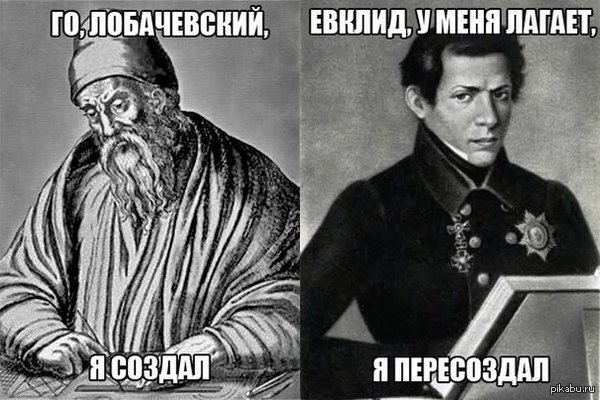 ГО, ЛОБАЧЕВСКИЙ,
Я СОЗДАЛ
ЕВКЛИД, У МЕНЯ ЛАГАЕТ,
Я ПЕРЕСОЗДАЛ
pikabu.ru